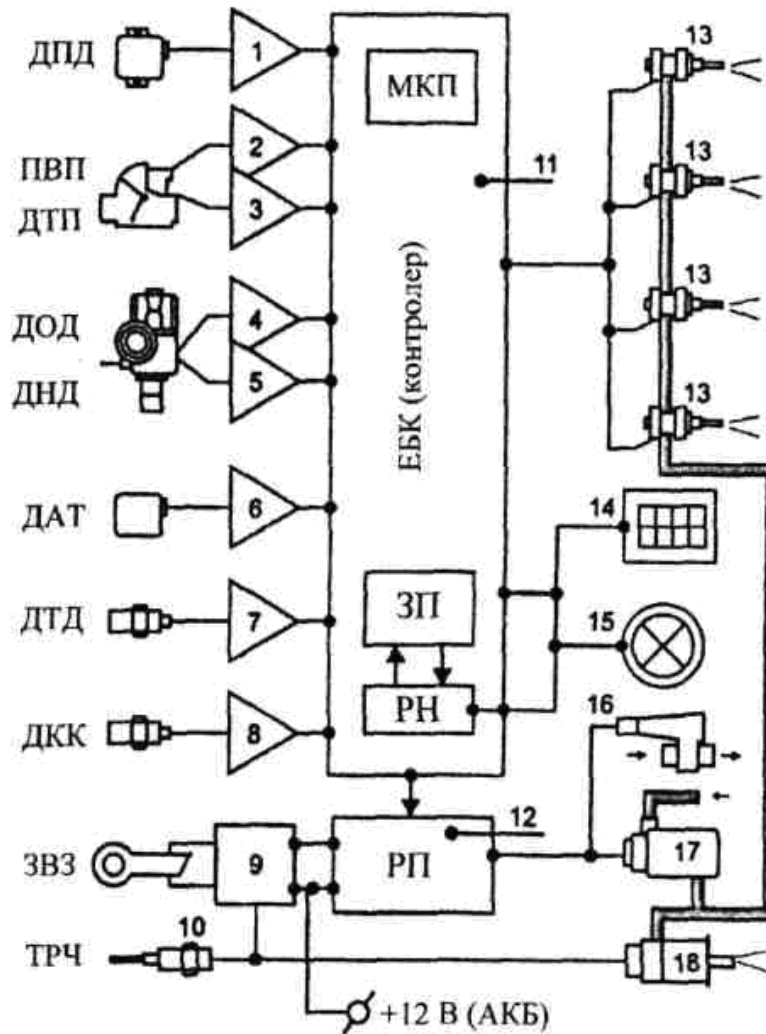 ДПД
1
МКП
13
ПВП
2
ДТП
3
11
13
ДОД
4
ДНД
5
ЕБК (контролер)
13
13
ДАТ
6
14
ДТД
7
ЗП
15
ДКК
8
РН
16
ЗВЗ
9
РП
12
17
ТРЧ
10
18
+12 В (АКБ)